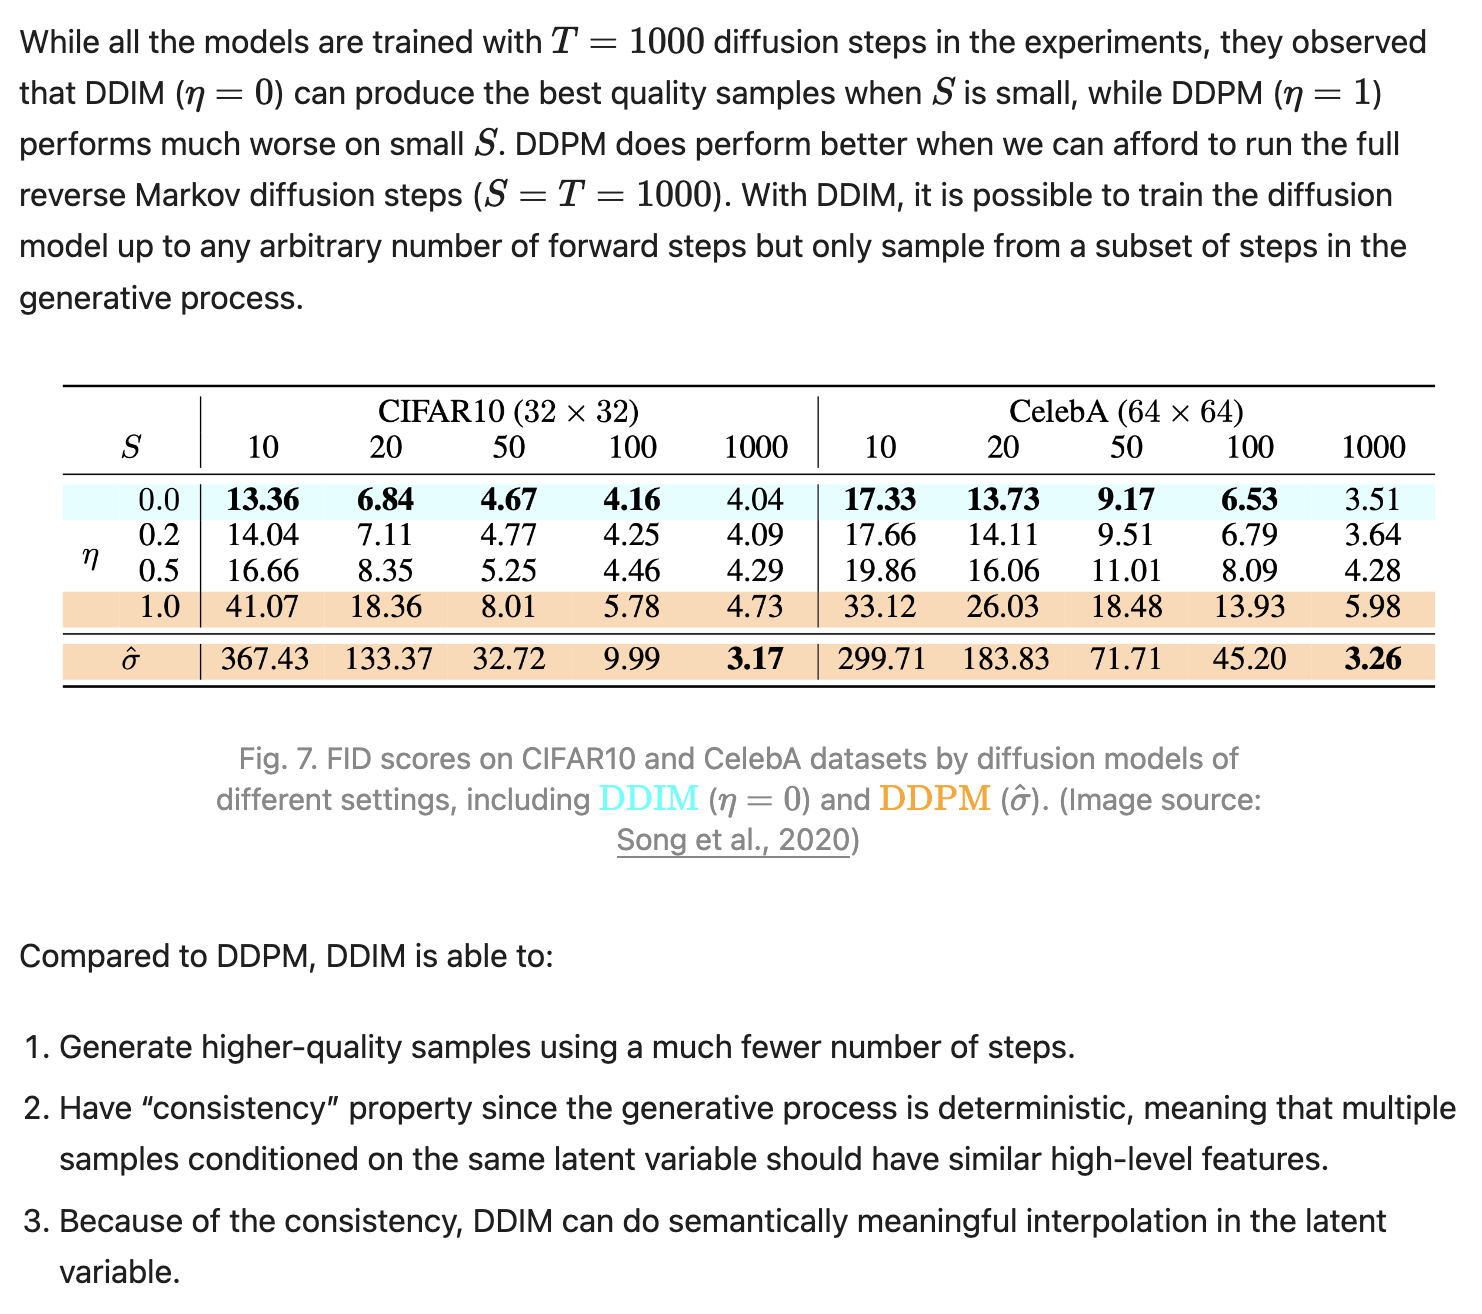 While all the models are trained with T = 1000 diffusion steps in the experiments, they observed
that DDIM (η = 0) can produce the best quality samples when S is small, while DDPM (η = 1)
performs much worse on small S. DDPM does perform better when we can afford to run the full
reverse Markov diffusion steps (S = T = 1000). With DDIM, it is possible to train the diffusion
model up to any arbitrary number of forward steps but only sample from a subset of steps in the
generative process.
CIFAR10 (32 × 32) CelebA (64 × 64)
S 10 20 50 100 1000 10 20 50 100 1000
0.0 13.36 6.84 4.67 4.16 4.04 17.33 13.73 9.17 6.53 3.51
0.2 14.04 7.11 4.77 4.25 4.09 17.66 14.11 9.51 6.79 3.64
η
0.5 16.66 8.35 5.25 4.46 4.29 19.86 16.06 11.01 8.09 4.28
1.0 41.07 18.36 8.01 5.78 4.73 33.12 26.03 18.48 13.93 5.98
σ̂ 367.43 133.37 32.72 9.99 3.17 299.71 183.83 71.71 45.20 3.26
Fig. 7. FID scores on CIFAR10 and CelebA datasets by diffusion models of
different settings, including DDIM (η = 0) and DDPM (σ̂). (Image source:
Song et al., 2020)
Compared to DDPM, DDIM is able to:
1. Generate higher-quality samples using a much fewer number of steps.
2. Have “consistency” property since the generative process is deterministic, meaning that multiple
samples conditioned on the same latent variable should have similar high-level features.
3. Because of the consistency, DDIM can do semantically meaningful interpolation in the latent
variable.